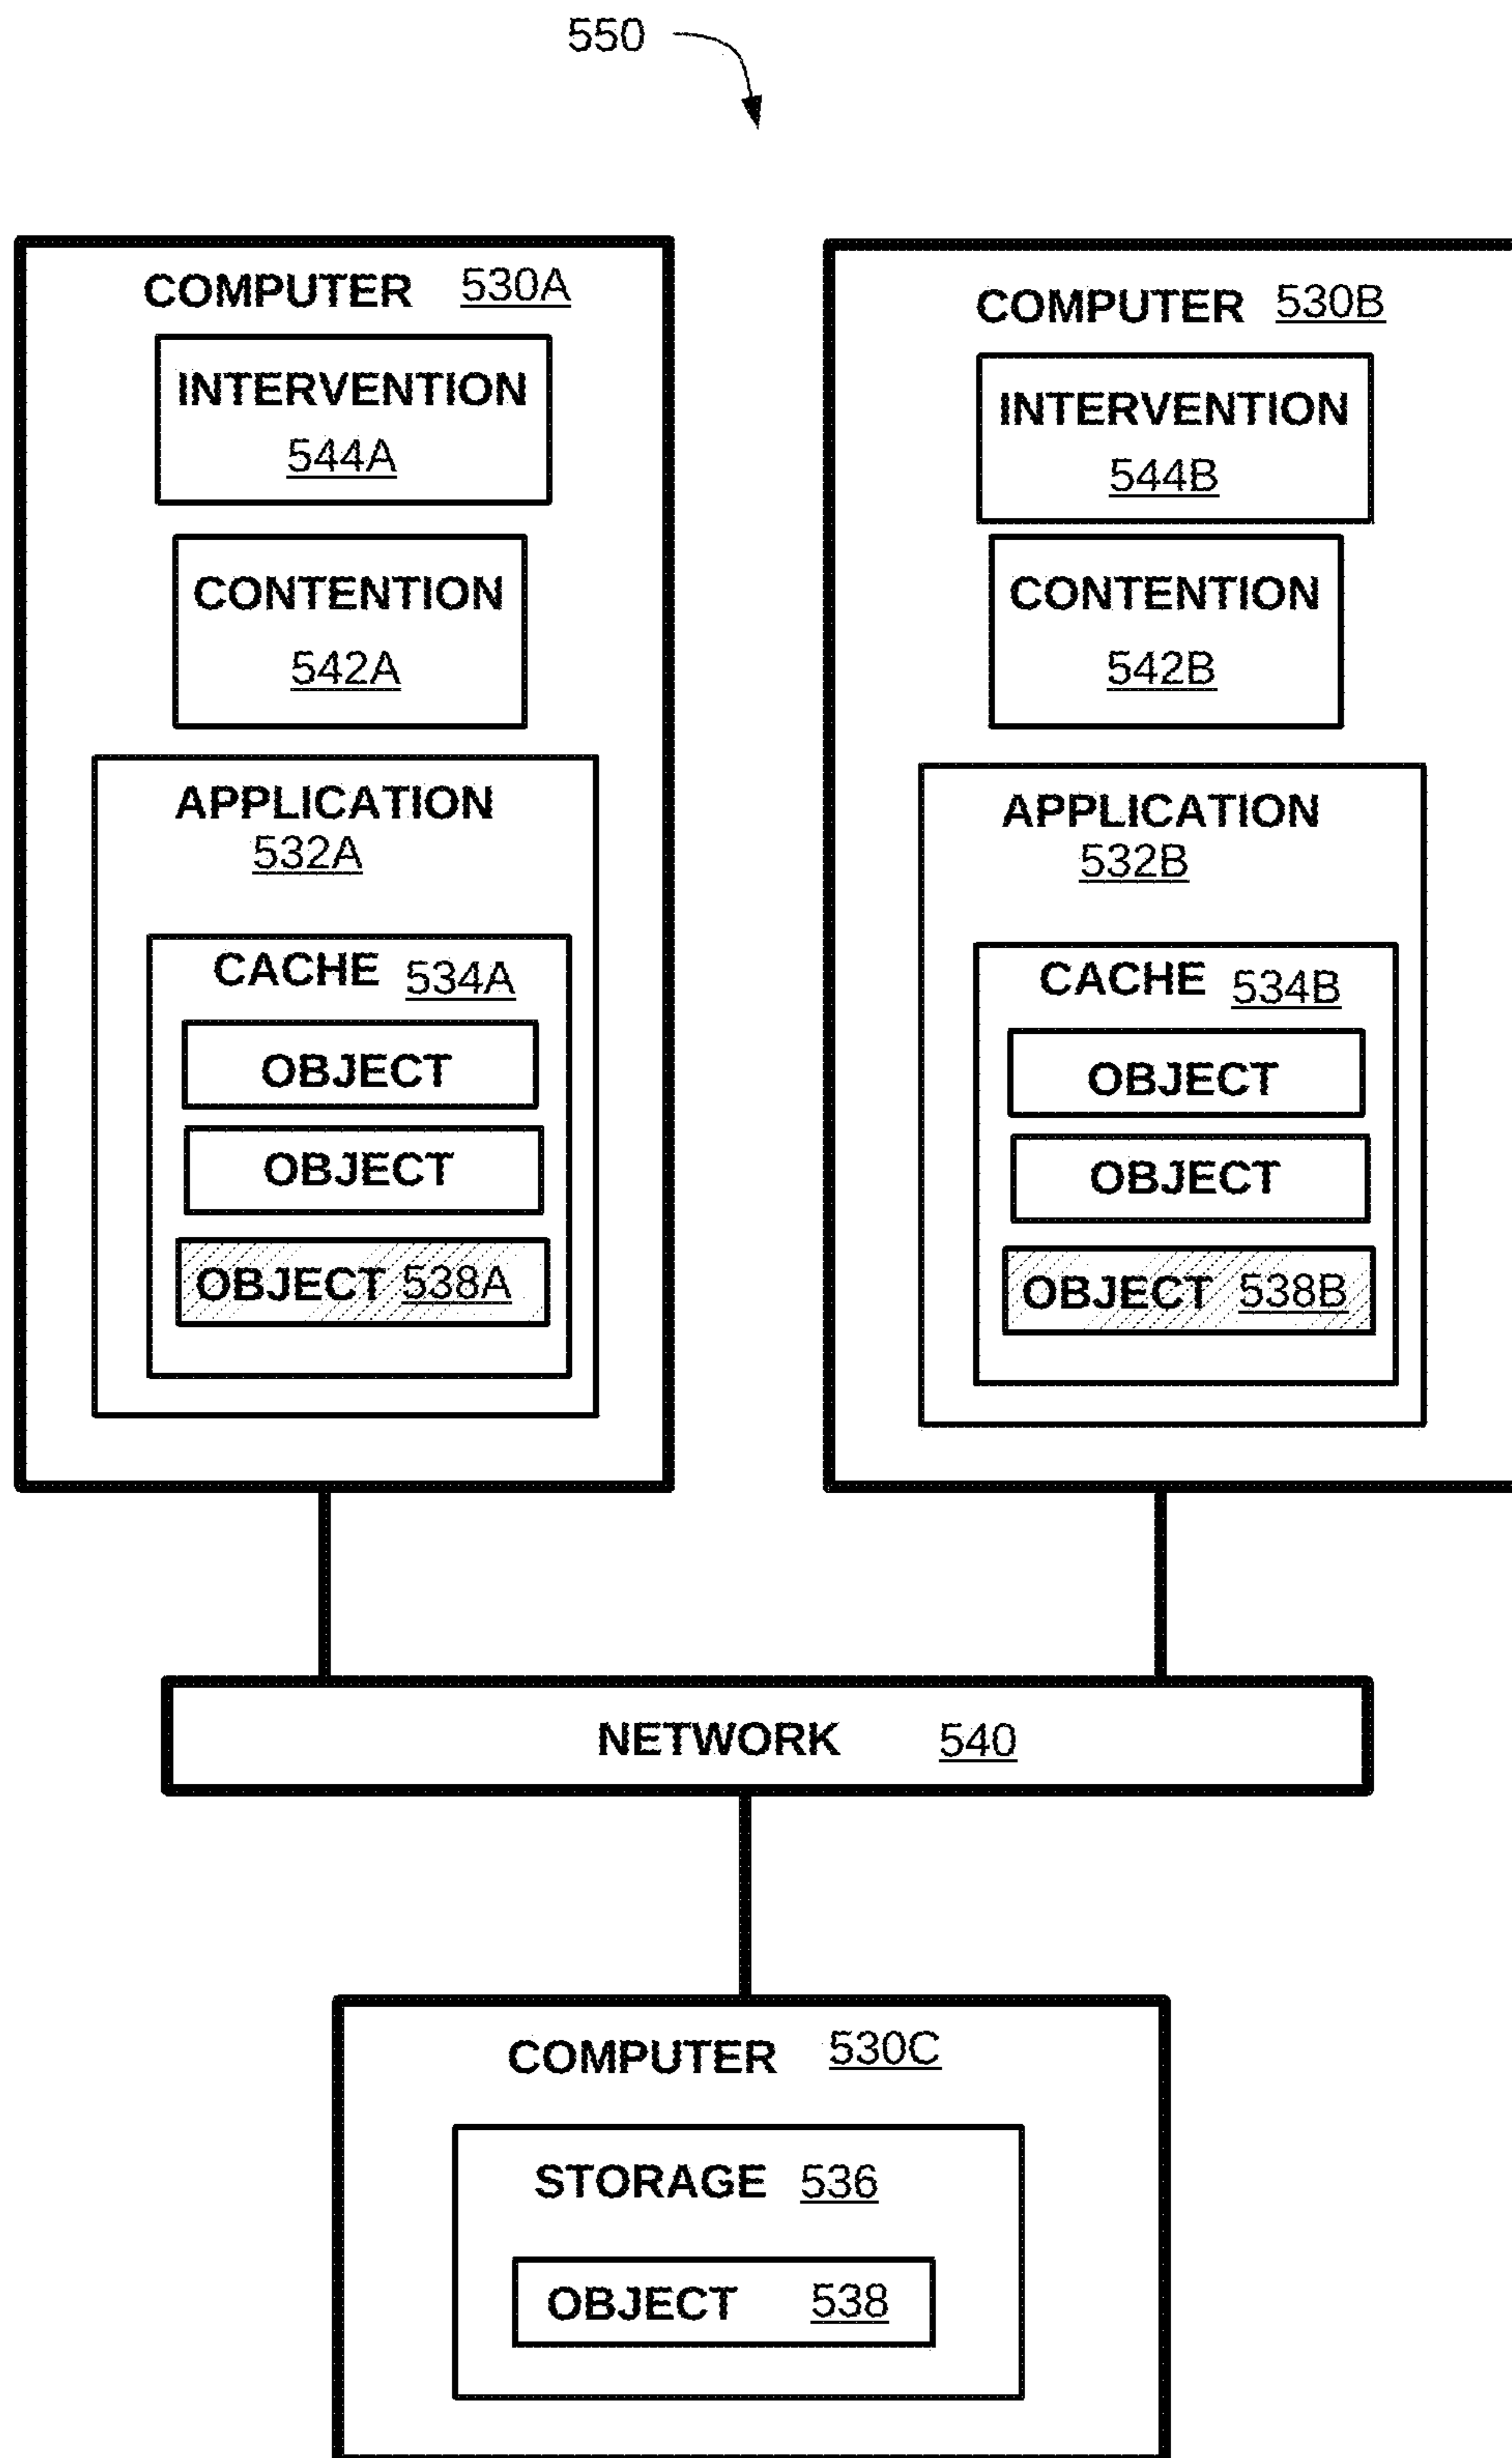 550
COMPUTER 530A
INTERVENTION
544A
CONTENTION
542A
APPLICATION
532A
CACHE 534A
OBJECT
OBJECT
OBJECT 538A
COMPUTER 530B
INTERVENTION
544B
CONTENTION
542B
APPLICATION
532B
CACHE 534B
OBJECT
OBJECT
OBJECT 538B
NETWORK 540
COMPUTER 530C
STORAGE 536
OBJECT 538